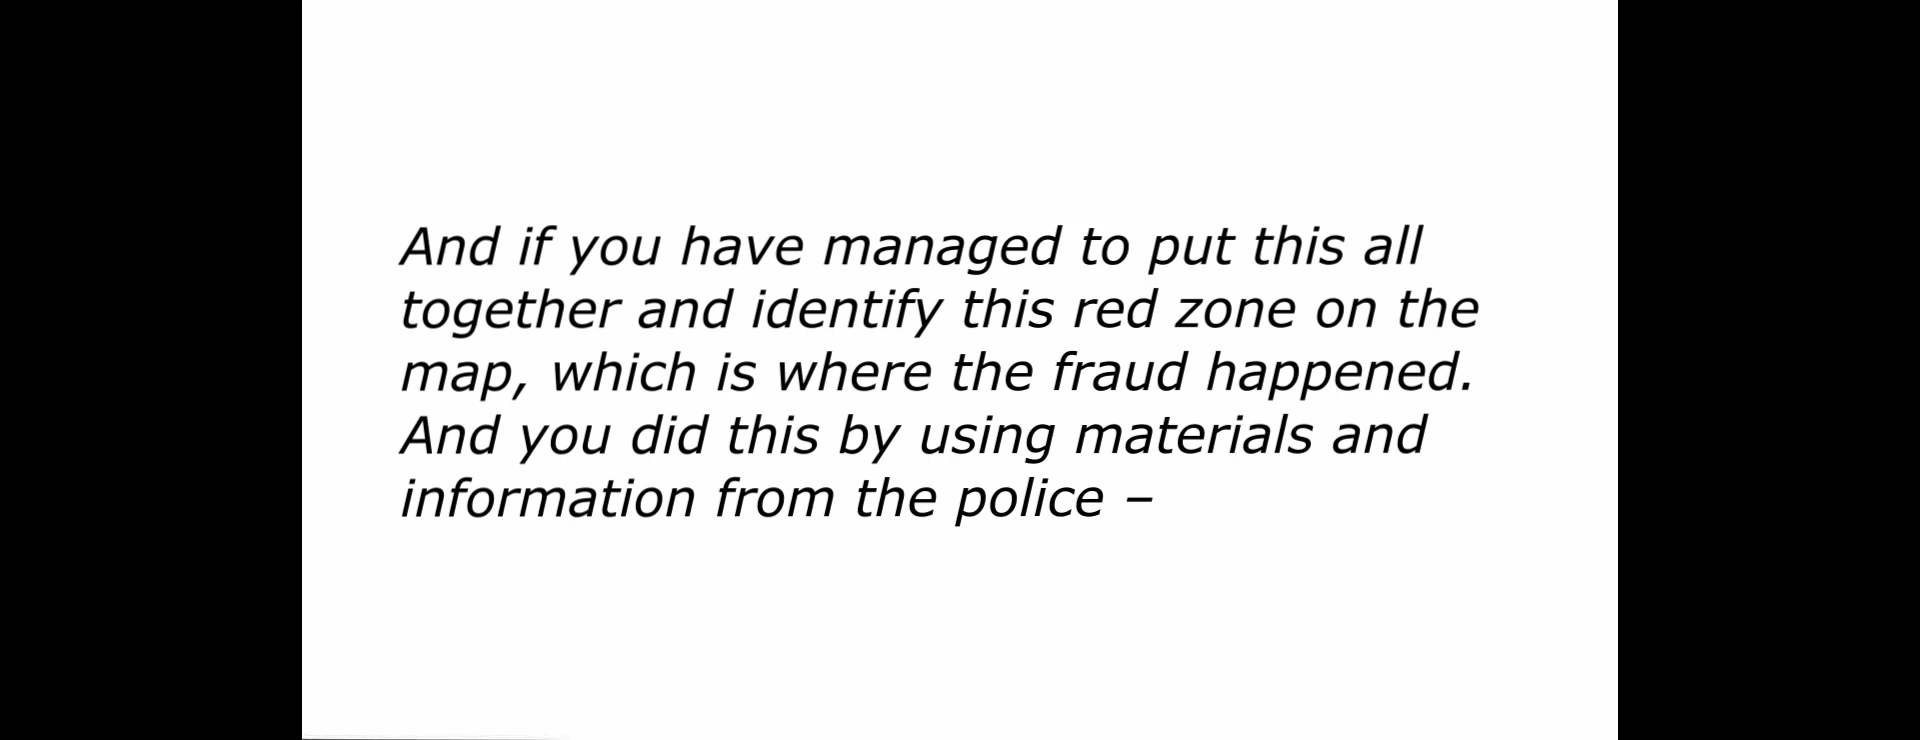 And if you have managed to put this all
together and identify this red zone on the
map, which is where the fraud happened.
And you did this by using materials and
information from the police –